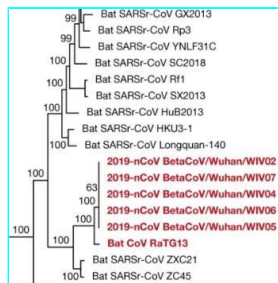 Bat SARSr-CoV GX2013
99
Bat SARSr-CoV Rp3
99
Bat SARSr-CoV YNLF31C
100
Bat SARSr-CoV SC2018
100
Bat SARSr-CoV Rf1
100
Bat SARSr-CoV SX2013
100
Bat SARSr-CoV HuB2013
100
Bat SARSr-CoV HKU3-1
100
Bat SARSr-CoV Longquan-140
100
2019-nCoV BetaCoV/Wuhan/WIV02
2019-nCoV BetaCoV/Wuhan/WIV07
63
2019-nCoV BetaCoV/Wuhan/WIV04
100
2019-nCoV BetaCoV/Wuhan/WIV06
100
2019-nCoV BetaCoV/Wuhan/WIV05
100
Bat CoV RaTG13
Bat SARSr-CoV ZXC21
100
Bat SARSr-CoV ZC45